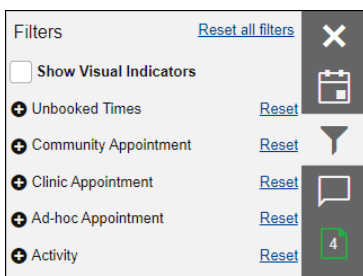 Filters Reset all filters
Show Visual Indicators
Unbooked Times Reset
Community Appointment Reset
Clinic Appointment Reset
Ad-hoc Appointment Reset
4
Activity Reset